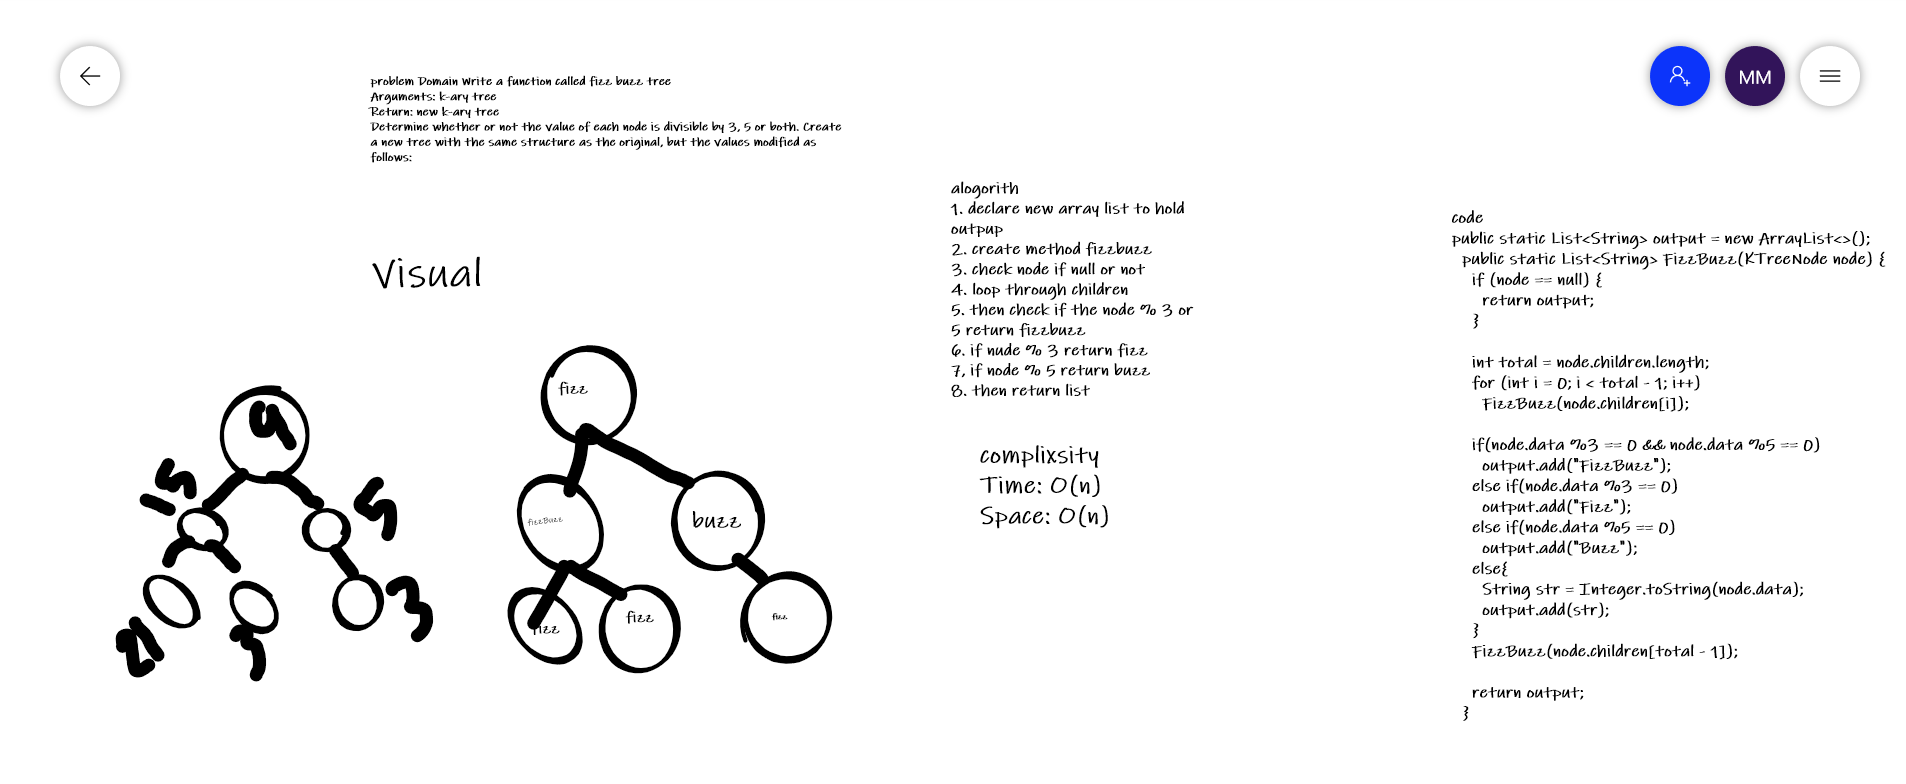 MM
problem Domain Write a function called fizz buzz tree
Arguments: k-ary tree
Return: new k-ary tree
Determine whether or not the value of each node is divisible by 3, 5 or both. Create
a new tree with the same structure as the original, but the values modified as
follows:
Visual
9
15
5
21
3
fizz
fizzBuzz
buzz
fizz
fizz
fizz
alogorith
1. declare new array list to hold
outpup
2. create method fizzbuzz
3. check node if null or not
4. loop through children
5. then check if the node % 3 or
5 return fizzbuzz
6. if nude % 3 return fizz
7, if node % 5 return buzz
8. then return list
complixsity
Time: O(n)
Space: O(n)
code
public static List<String> output = new ArrayList<>();
public static List<String> FizzBuzz(KTreeNode node) {
if (node == null) {
return output;
}
int total = node.children.length;
for (int i = 0; i < total - 1; i++)
FizzBuzz(node.children[i]);
if(node.data %3 == 0 && node.data %5 == 0)
output.add("FizzBuzz");
else if(node.data %3 == 0)
output.add("Fizz");
else if(node.data %5 == 0)
output.add("Buzz");
else{
String str = Integer.toString(node.data);
output.add(str);
}
FizzBuzz(node.children[total - 1]);
return output;
}